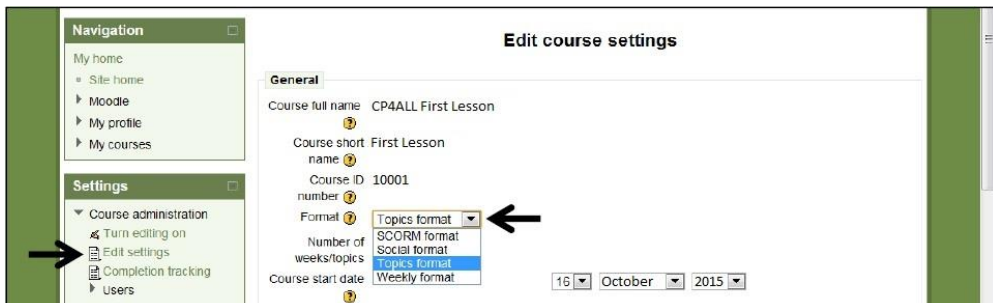 Navigation
My home
Site home
Moodle
My profile
My courses
Settings
Course administration
Turn editing on
Edit settings
Completion tracking
Users
Edit course settings
General
Course full name CP4ALL First Lesson
Course short First Lesson
name
Course ID 10001
number
Format Topics format
SCORM format
Social format
Topics format
Weekly format
Number of
weeks/topics
Course start date 16 October 2015